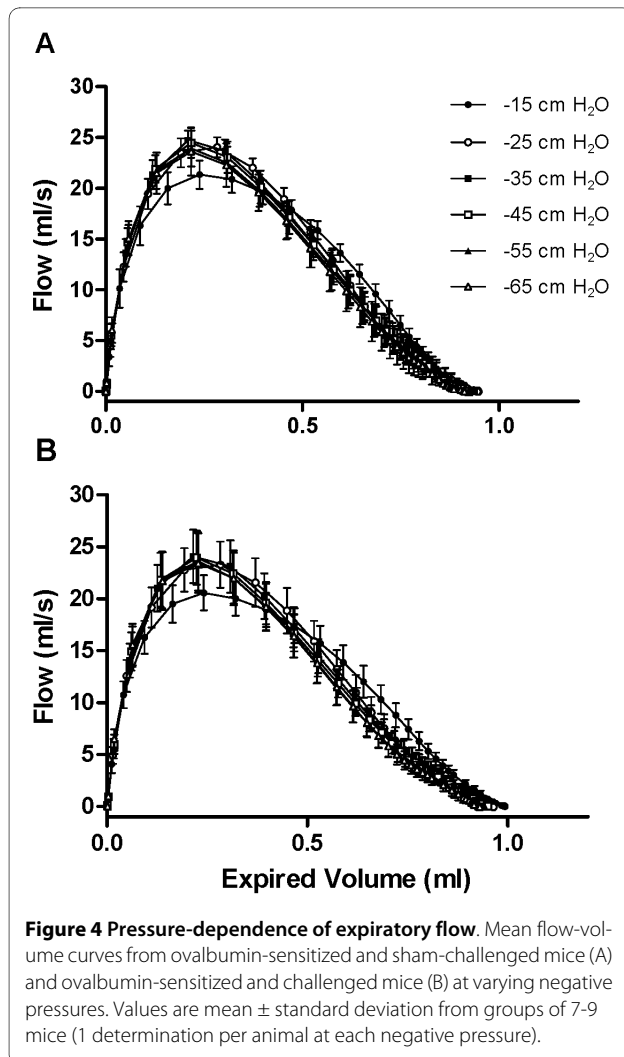 A
30
25
20
15
10
5
0
Flow (ml/s)
0.0
0.5
1.0
-15 cm H₂O
-25 cm H₂O
-35 cm H₂O
-45 cm H₂O
-55 cm H₂O
-65 cm H₂O
B
30
25
20
15
10
5
0
Flow (ml/s)
0.0
0.5
1.0
Expired Volume (ml)
Figure 4 Pressure-dependence of expiratory flow. Mean flow-vol-
ume curves from ovalbumin-sensitized and sham-challenged mice (A)
and ovalbumin-sensitized and challenged mice (B) at varying negative
pressures. Values are mean ± standard deviation from groups of 7-9
mice (1 determination per animal at each negative pressure).